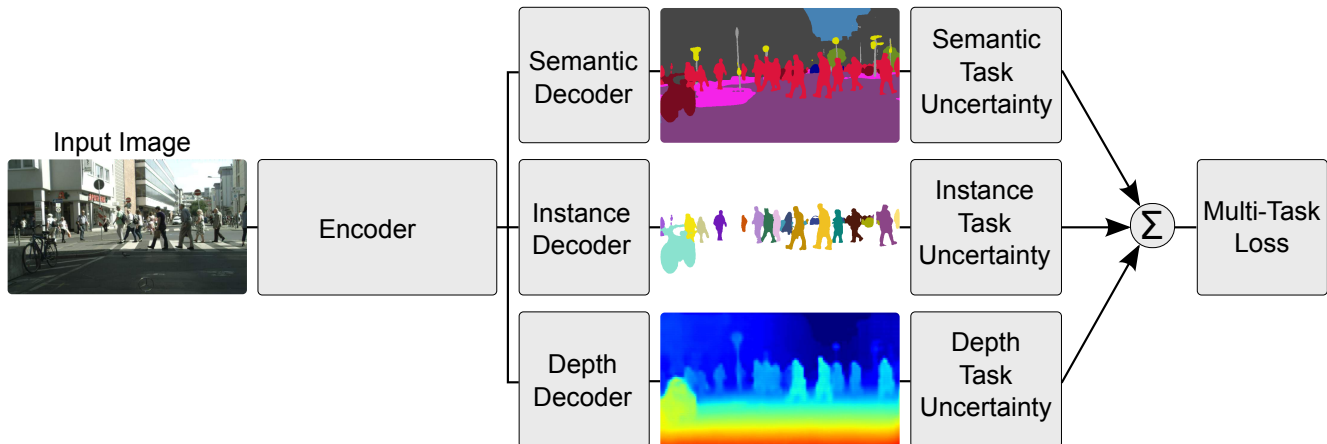 Input Image
Encoder
Semantic
Decoder
Instance
Decoder
Depth
Decoder
Semantic
Task
Uncertainty
Instance
Task
Uncertainty
Depth
Task
Uncertainty
Σ
Multi-Task
Loss